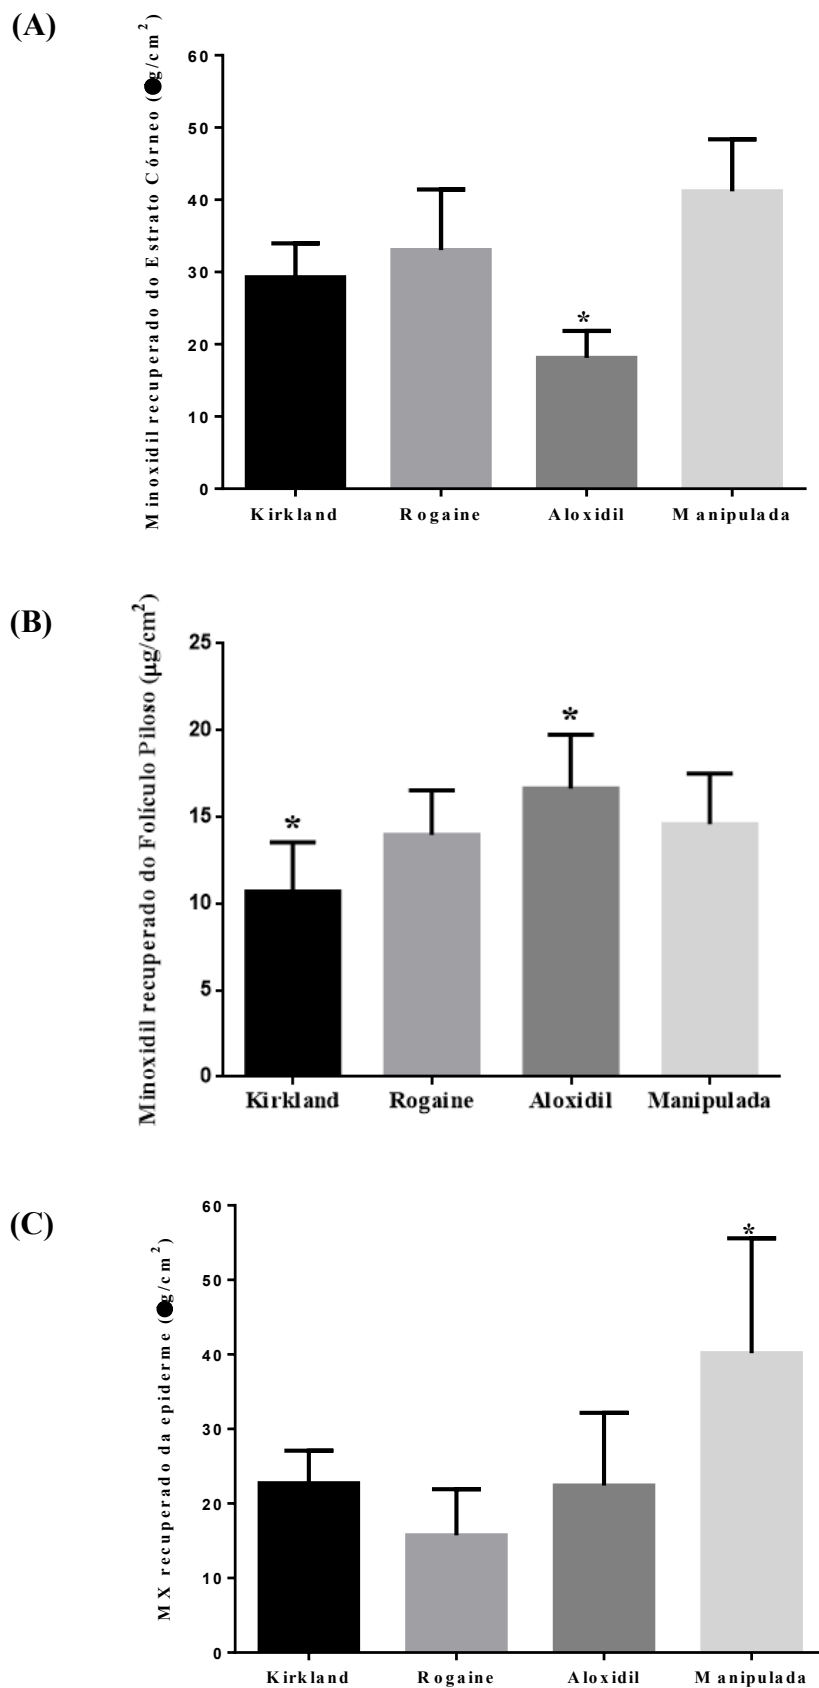 (A)
Minoxidil recuperado do Estrato Córneo (●g/cm²)
60
50
40
30
20
10
0
*
Kirkland Rogaine Aloxidil Manipulada
(B)
Minoxidil recuperado do Folículo Piloso (µg/cm²)
25
20
15
10
5
0
* *
Kirkland Rogaine Aloxidil Manipulada
(C)
MX recuperado da epiderme (●g/cm²)
60
50
40
30
20
10
0
*
Kirkland Rogaine Aloxidil Manipulada